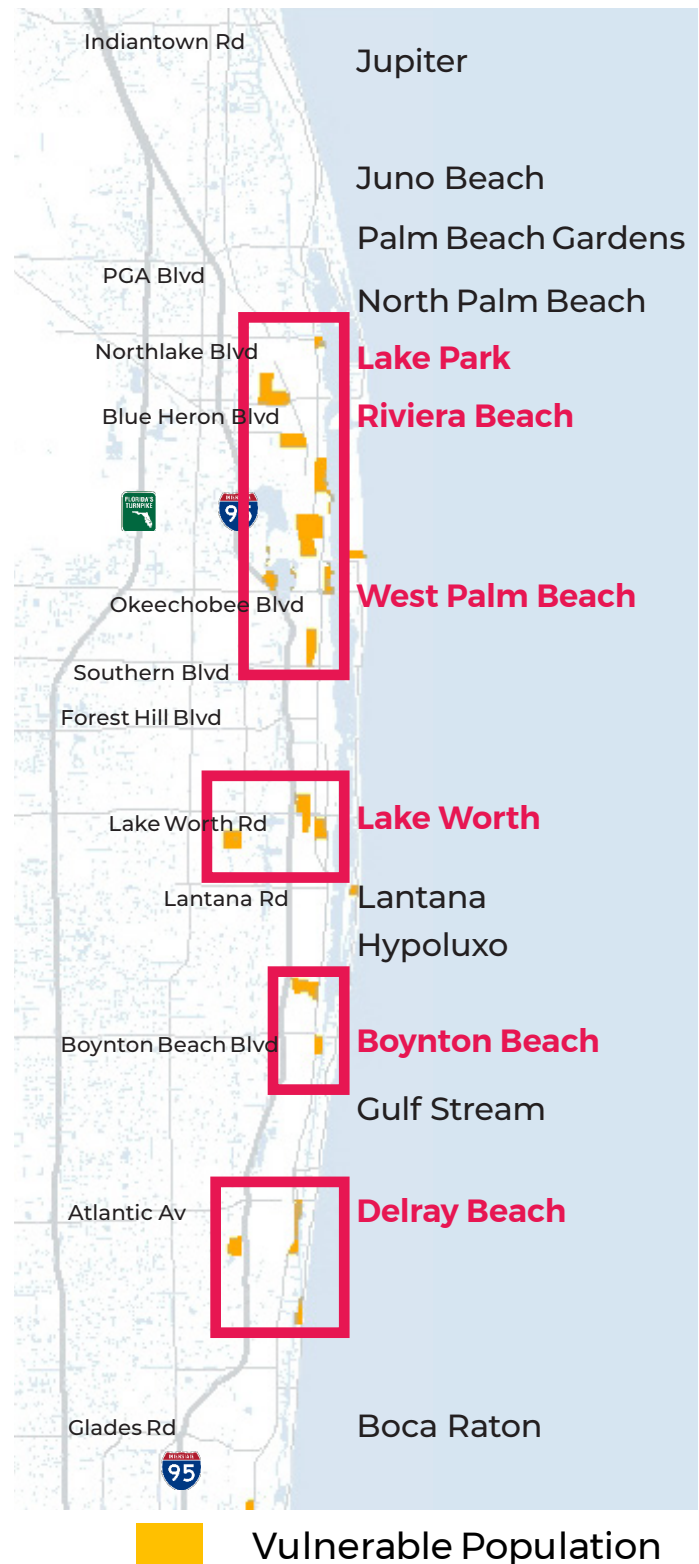 Indiantown Rd
Jupiter
Juno Beach
Palm Beach Gardens
PGA Blvd
North Palm Beach
Northlake Blvd
Lake Park
Blue Heron Blvd
Riviera Beach
FLORIDA'S
TURNPIKE
INTERSTATE
95
Okeechobee Blvd
West Palm Beach
Southern Blvd
Forest Hill Blvd
Lake Worth Rd
Lake Worth
Lantana Rd
Lantana
Hypoluxo
Boynton Beach Blvd
Boynton Beach
Gulf Stream
Atlantic Av
Delray Beach
Glades Rd
Boca Raton
INTERSTATE
95
Vulnerable Population